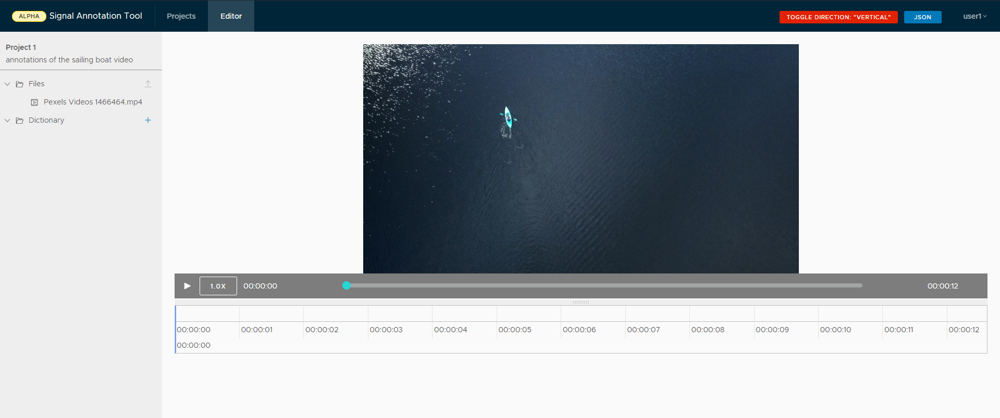 ALPHA Signal Annotation Tool Projects Editor TOGGLE DIRECTION: "VERTICAL" JSON user1
Project 1
annotations of the sailing boat video
Files
Pexels Videos 1466464.mp4
Dictionary
1.0X 00:00:00 00:00:12
00:00:00 00:00:01 00:00:02 00:00:03 00:00:04 00:00:05 00:00:06 00:00:07 00:00:08 00:00:09 00:00:10 00:00:11 00:00:12
00:00:00